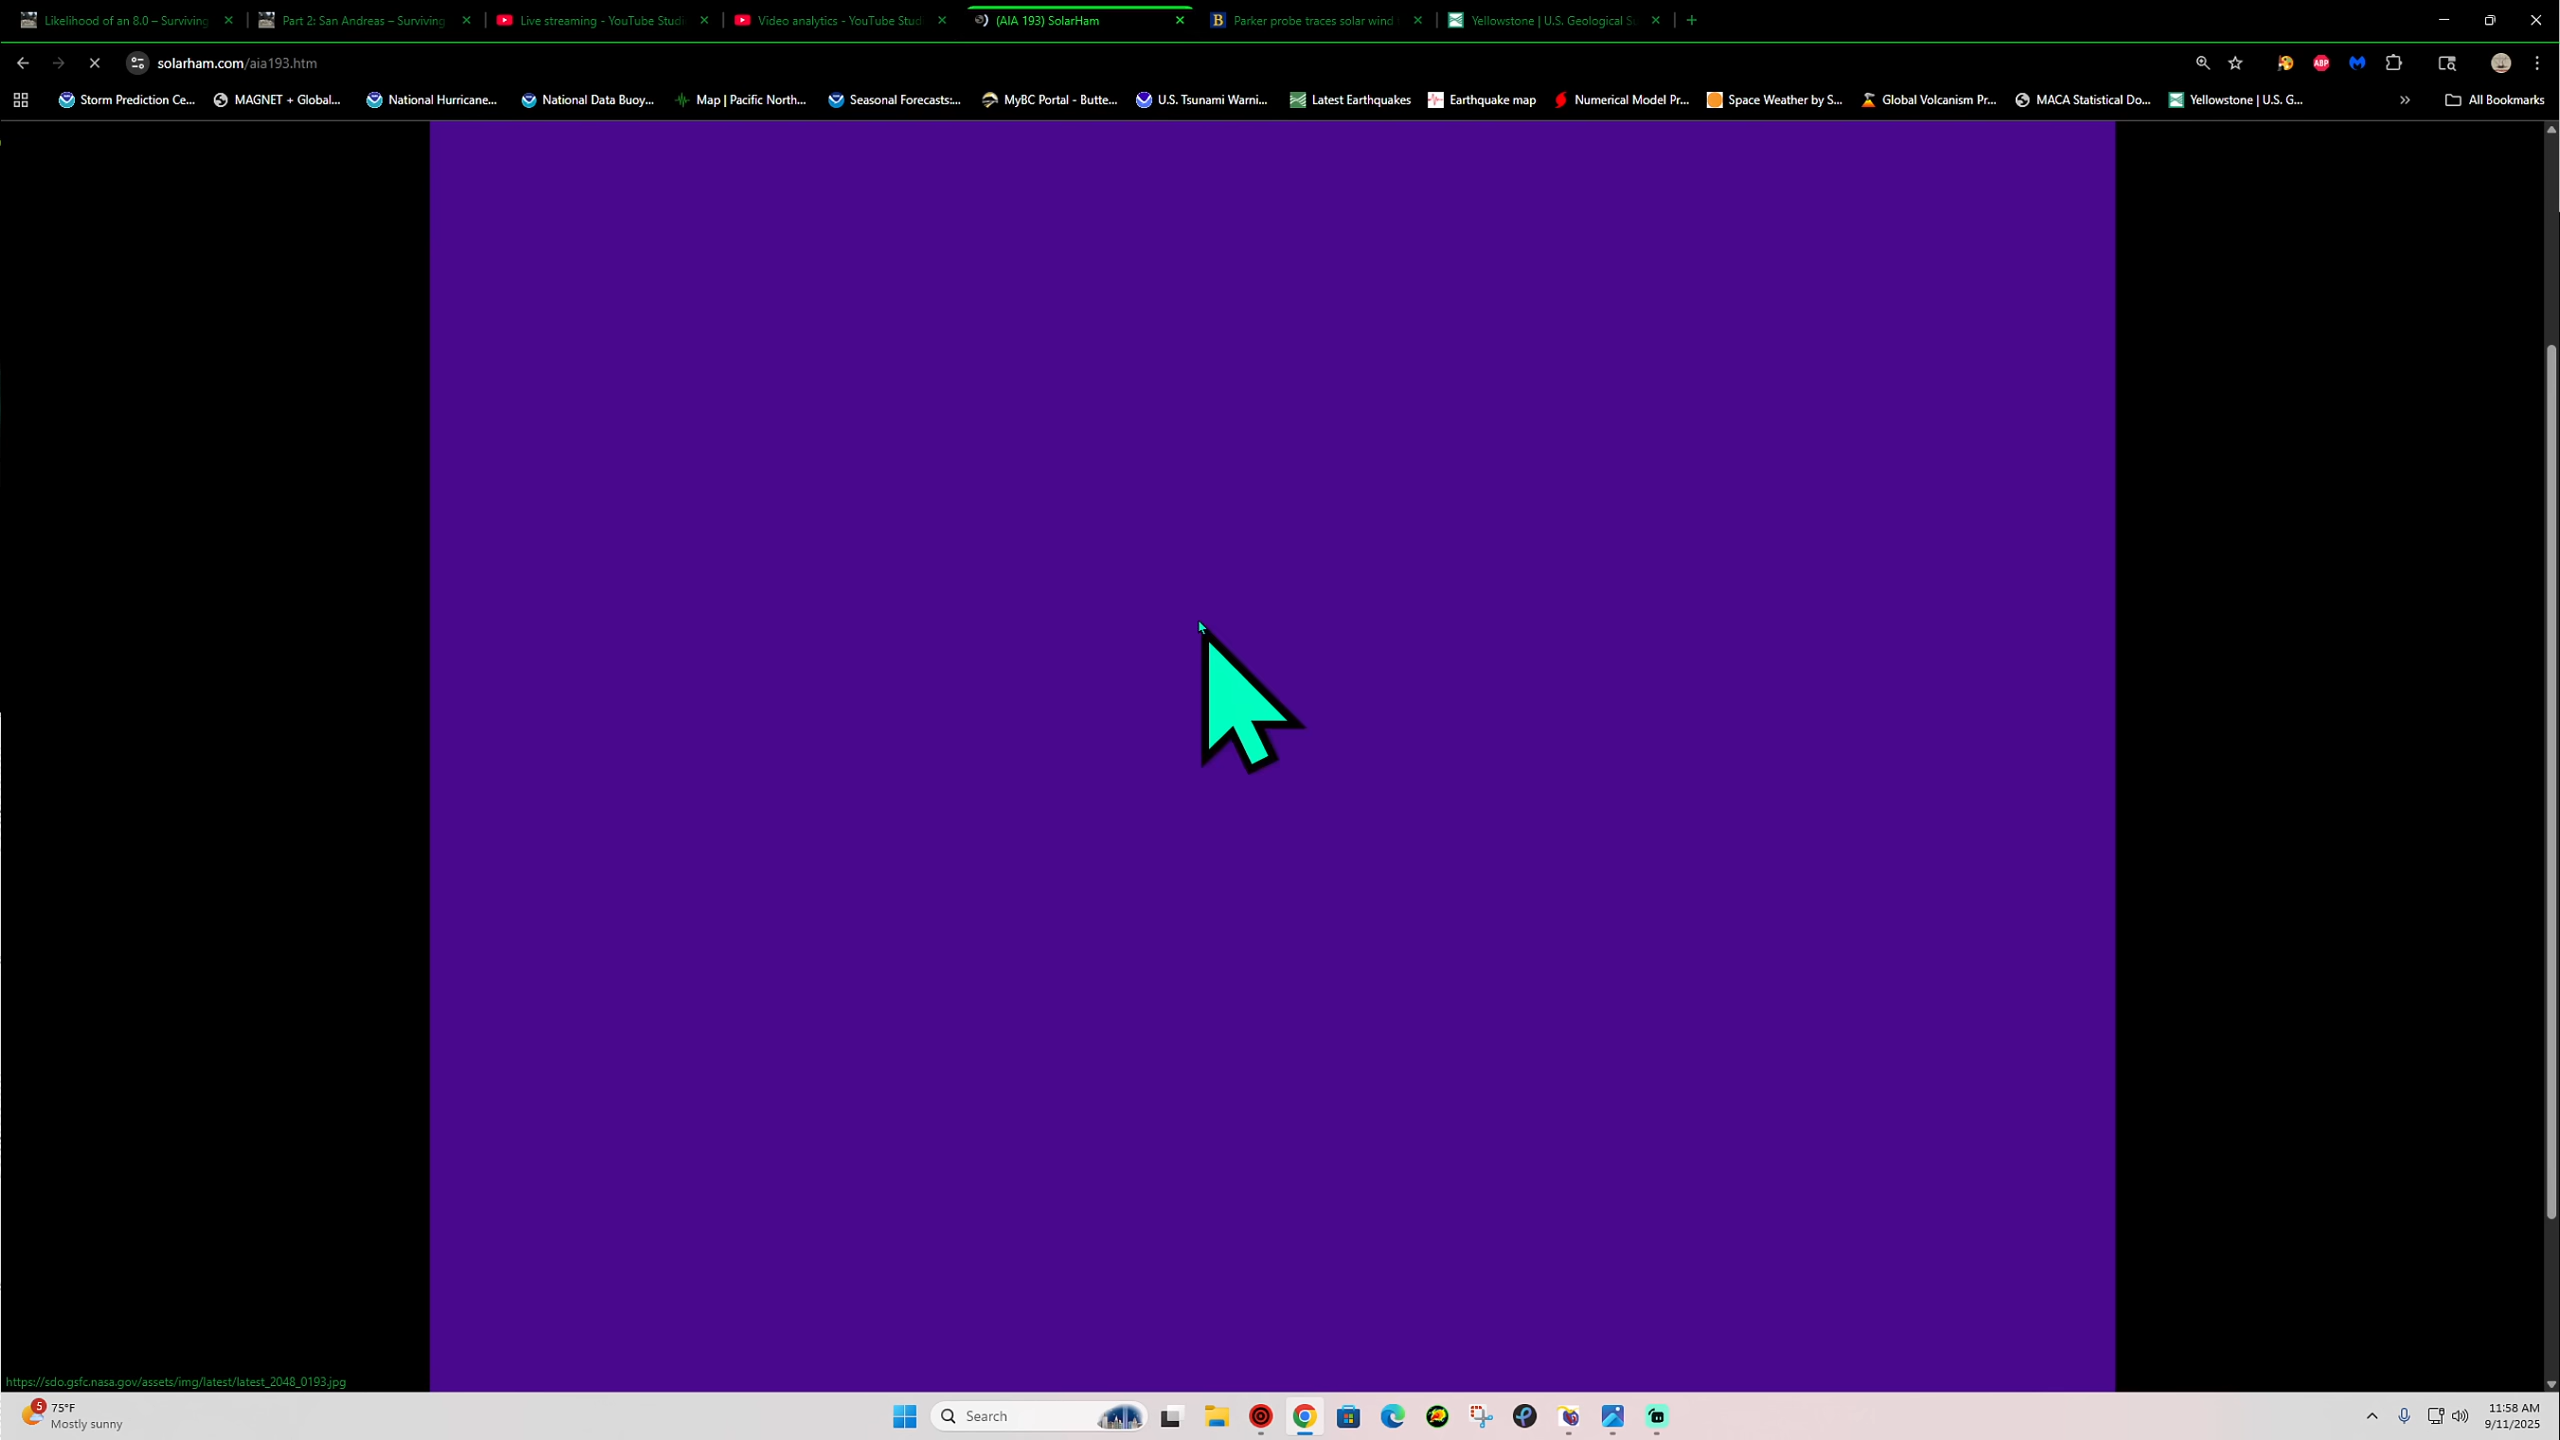 Likelihood of an 8.0 – Surviving
Part 2: San Andreas – Surviving
Live streaming - YouTube Studi
Video analytics - YouTube Stud
(AIA 193) SolarHam
Parker probe traces solar wind
Yellowstone | U.S. Geological S
solarham.com/aia193.htm
ABP
Storm Prediction Ce...
MAGNET + Global...
National Hurricane...
National Data Buoy...
Map | Pacific North...
Seasonal Forecasts:...
MyBC Portal - Butte...
U.S. Tsunami Warni...
Latest Earthquakes
Earthquake map
Numerical Model Pr...
Space Weather by S...
Global Volcanism Pr...
MACA Statistical Do...
Yellowstone | U.S. G...
All Bookmarks
https://sdo.gsfc.nasa.gov/assets/img/latest/latest_2048_0193.jpg
5
75°F
Mostly sunny
Search
11:58 AM
9/11/2025